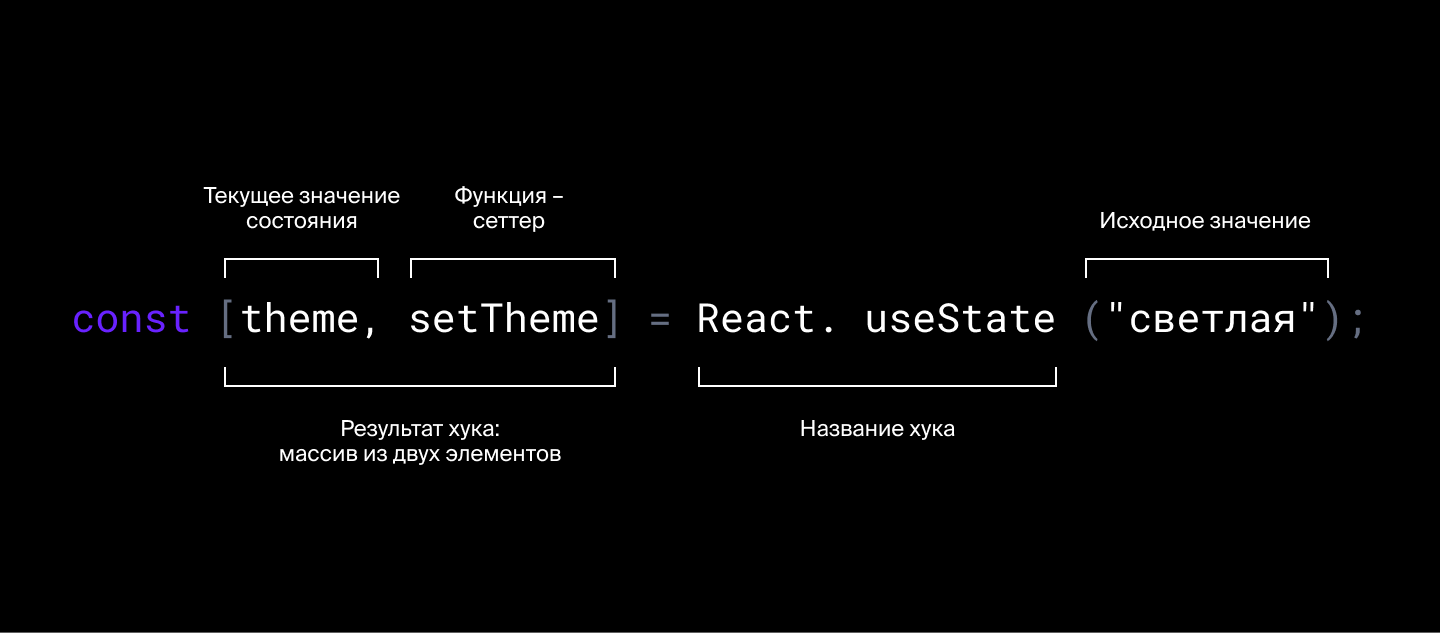 Текущее значение
состояния
Функция –
сеттер
Исходное значение
const [theme, setTheme] = React. useState ("светлая");
Результат хука:
массив из двух элементов
Название хука